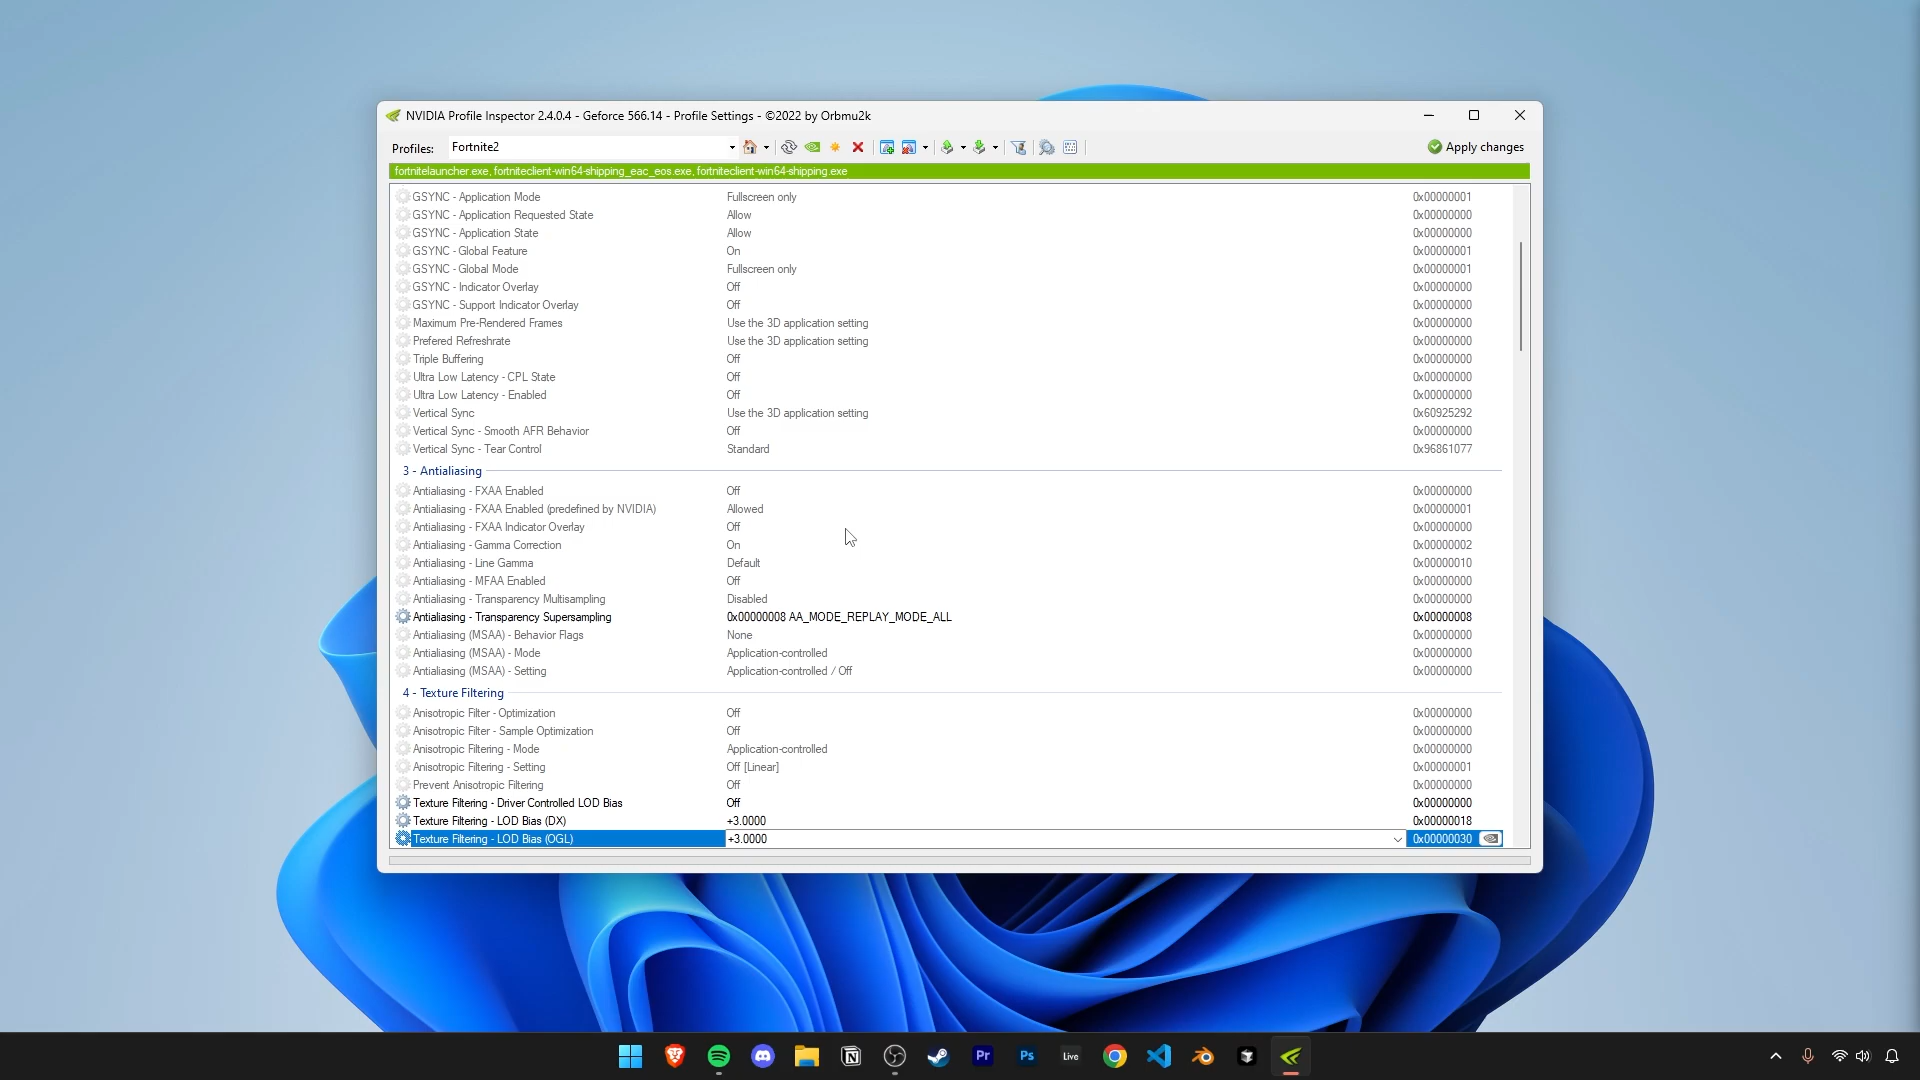 NVIDIA Profile Inspector 2.4.0.4 - Geforce 566.14 - Profile Settings - ©2022 by Orbmu2k
Profiles: Fortnite2 Apply changes
fortnitelauncher.exe, fortniteclient-win64-shipping_eac_eos.exe, fortniteclient-win64-shipping.exe
GSYNC - Application Mode Fullscreen only 0x00000001
GSYNC - Application Requested State Allow 0x00000000
GSYNC - Application State Allow 0x00000000
GSYNC - Global Feature On 0x00000001
GSYNC - Global Mode Fullscreen only 0x00000001
GSYNC - Indicator Overlay Off 0x00000000
GSYNC - Support Indicator Overlay Off 0x00000000
Maximum Pre-Rendered Frames Use the 3D application setting 0x00000000
Prefered Refreshrate Use the 3D application setting 0x00000000
Triple Buffering Off 0x00000000
Ultra Low Latency - CPL State Off 0x00000000
Ultra Low Latency - Enabled Off 0x00000000
Vertical Sync Use the 3D application setting 0x60925292
Vertical Sync - Smooth AFR Behavior Off 0x00000000
Vertical Sync - Tear Control Standard 0x96861077
3 - Antialiasing
Antialiasing - FXAA Enabled Off 0x00000000
Antialiasing - FXAA Enabled (predefined by NVIDIA) Allowed 0x00000001
Antialiasing - FXAA Indicator Overlay Off 0x00000000
Antialiasing - Gamma Correction On 0x00000002
Antialiasing - Line Gamma Default 0x00000010
Antialiasing - MFAA Enabled Off 0x00000000
Antialiasing - Transparency Multisampling Disabled 0x00000000
Antialiasing - Transparency Supersampling 0x00000008 AA_MODE_REPLAY_MODE_ALL 0x00000008
Antialiasing (MSAA) - Behavior Flags None 0x00000000
Antialiasing (MSAA) - Mode Application-controlled 0x00000000
Antialiasing (MSAA) - Setting Application-controlled / Off 0x00000000
4 - Texture Filtering
Anisotropic Filter - Optimization Off 0x00000000
Anisotropic Filter - Sample Optimization Off 0x00000000
Anisotropic Filtering - Mode Application-controlled 0x00000000
Anisotropic Filtering - Setting Off [Linear] 0x00000001
Prevent Anisotropic Filtering Off 0x00000000
Texture Filtering - Driver Controlled LOD Bias Off 0x00000000
Texture Filtering - LOD Bias (DX) +3.0000 0x00000018
Texture Filtering - LOD Bias (OGL) +3.0000 0x00000030
Pr Ps Live